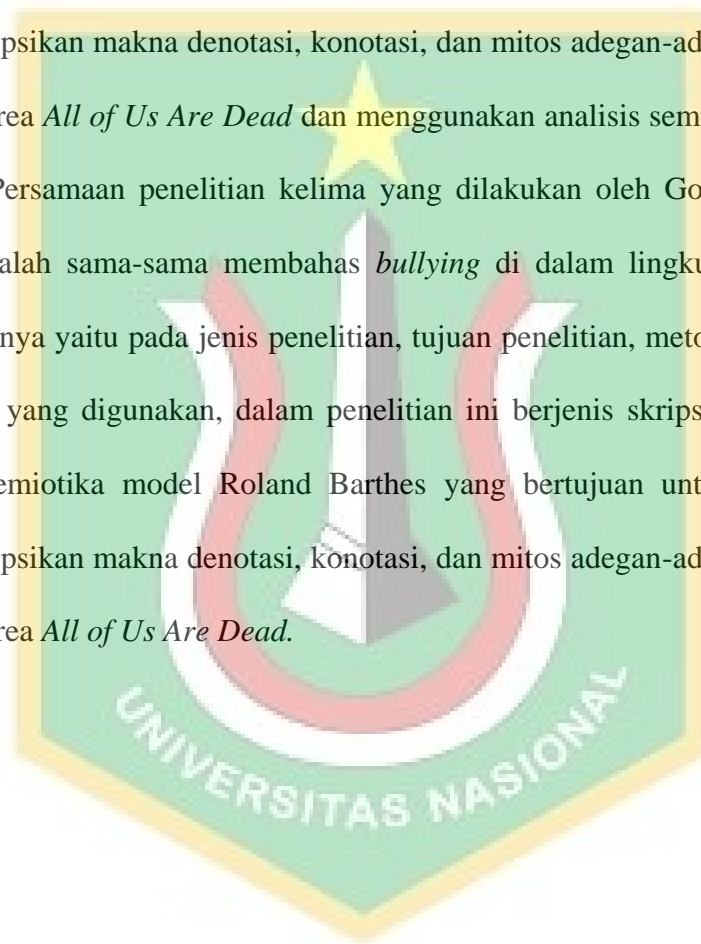 psikan makna denotasi, konotasi, dan mitos adegan-ad
rea All of Us Are Dead dan menggunakan analisis sem
Persamaan penelitian kelima yang dilakukan oleh Go
alah sama-sama membahas bullying di dalam lingku
nya yaitu pada jenis penelitian, tujuan penelitian, meto
yang digunakan, dalam penelitian ini berjenis skrips
emiotika model Roland Barthes yang bertujuan unt
psikan makna denotasi, konotasi, dan mitos adegan-ad
rea All of Us Are Dead.
UNIVERSITAS NASIONAL